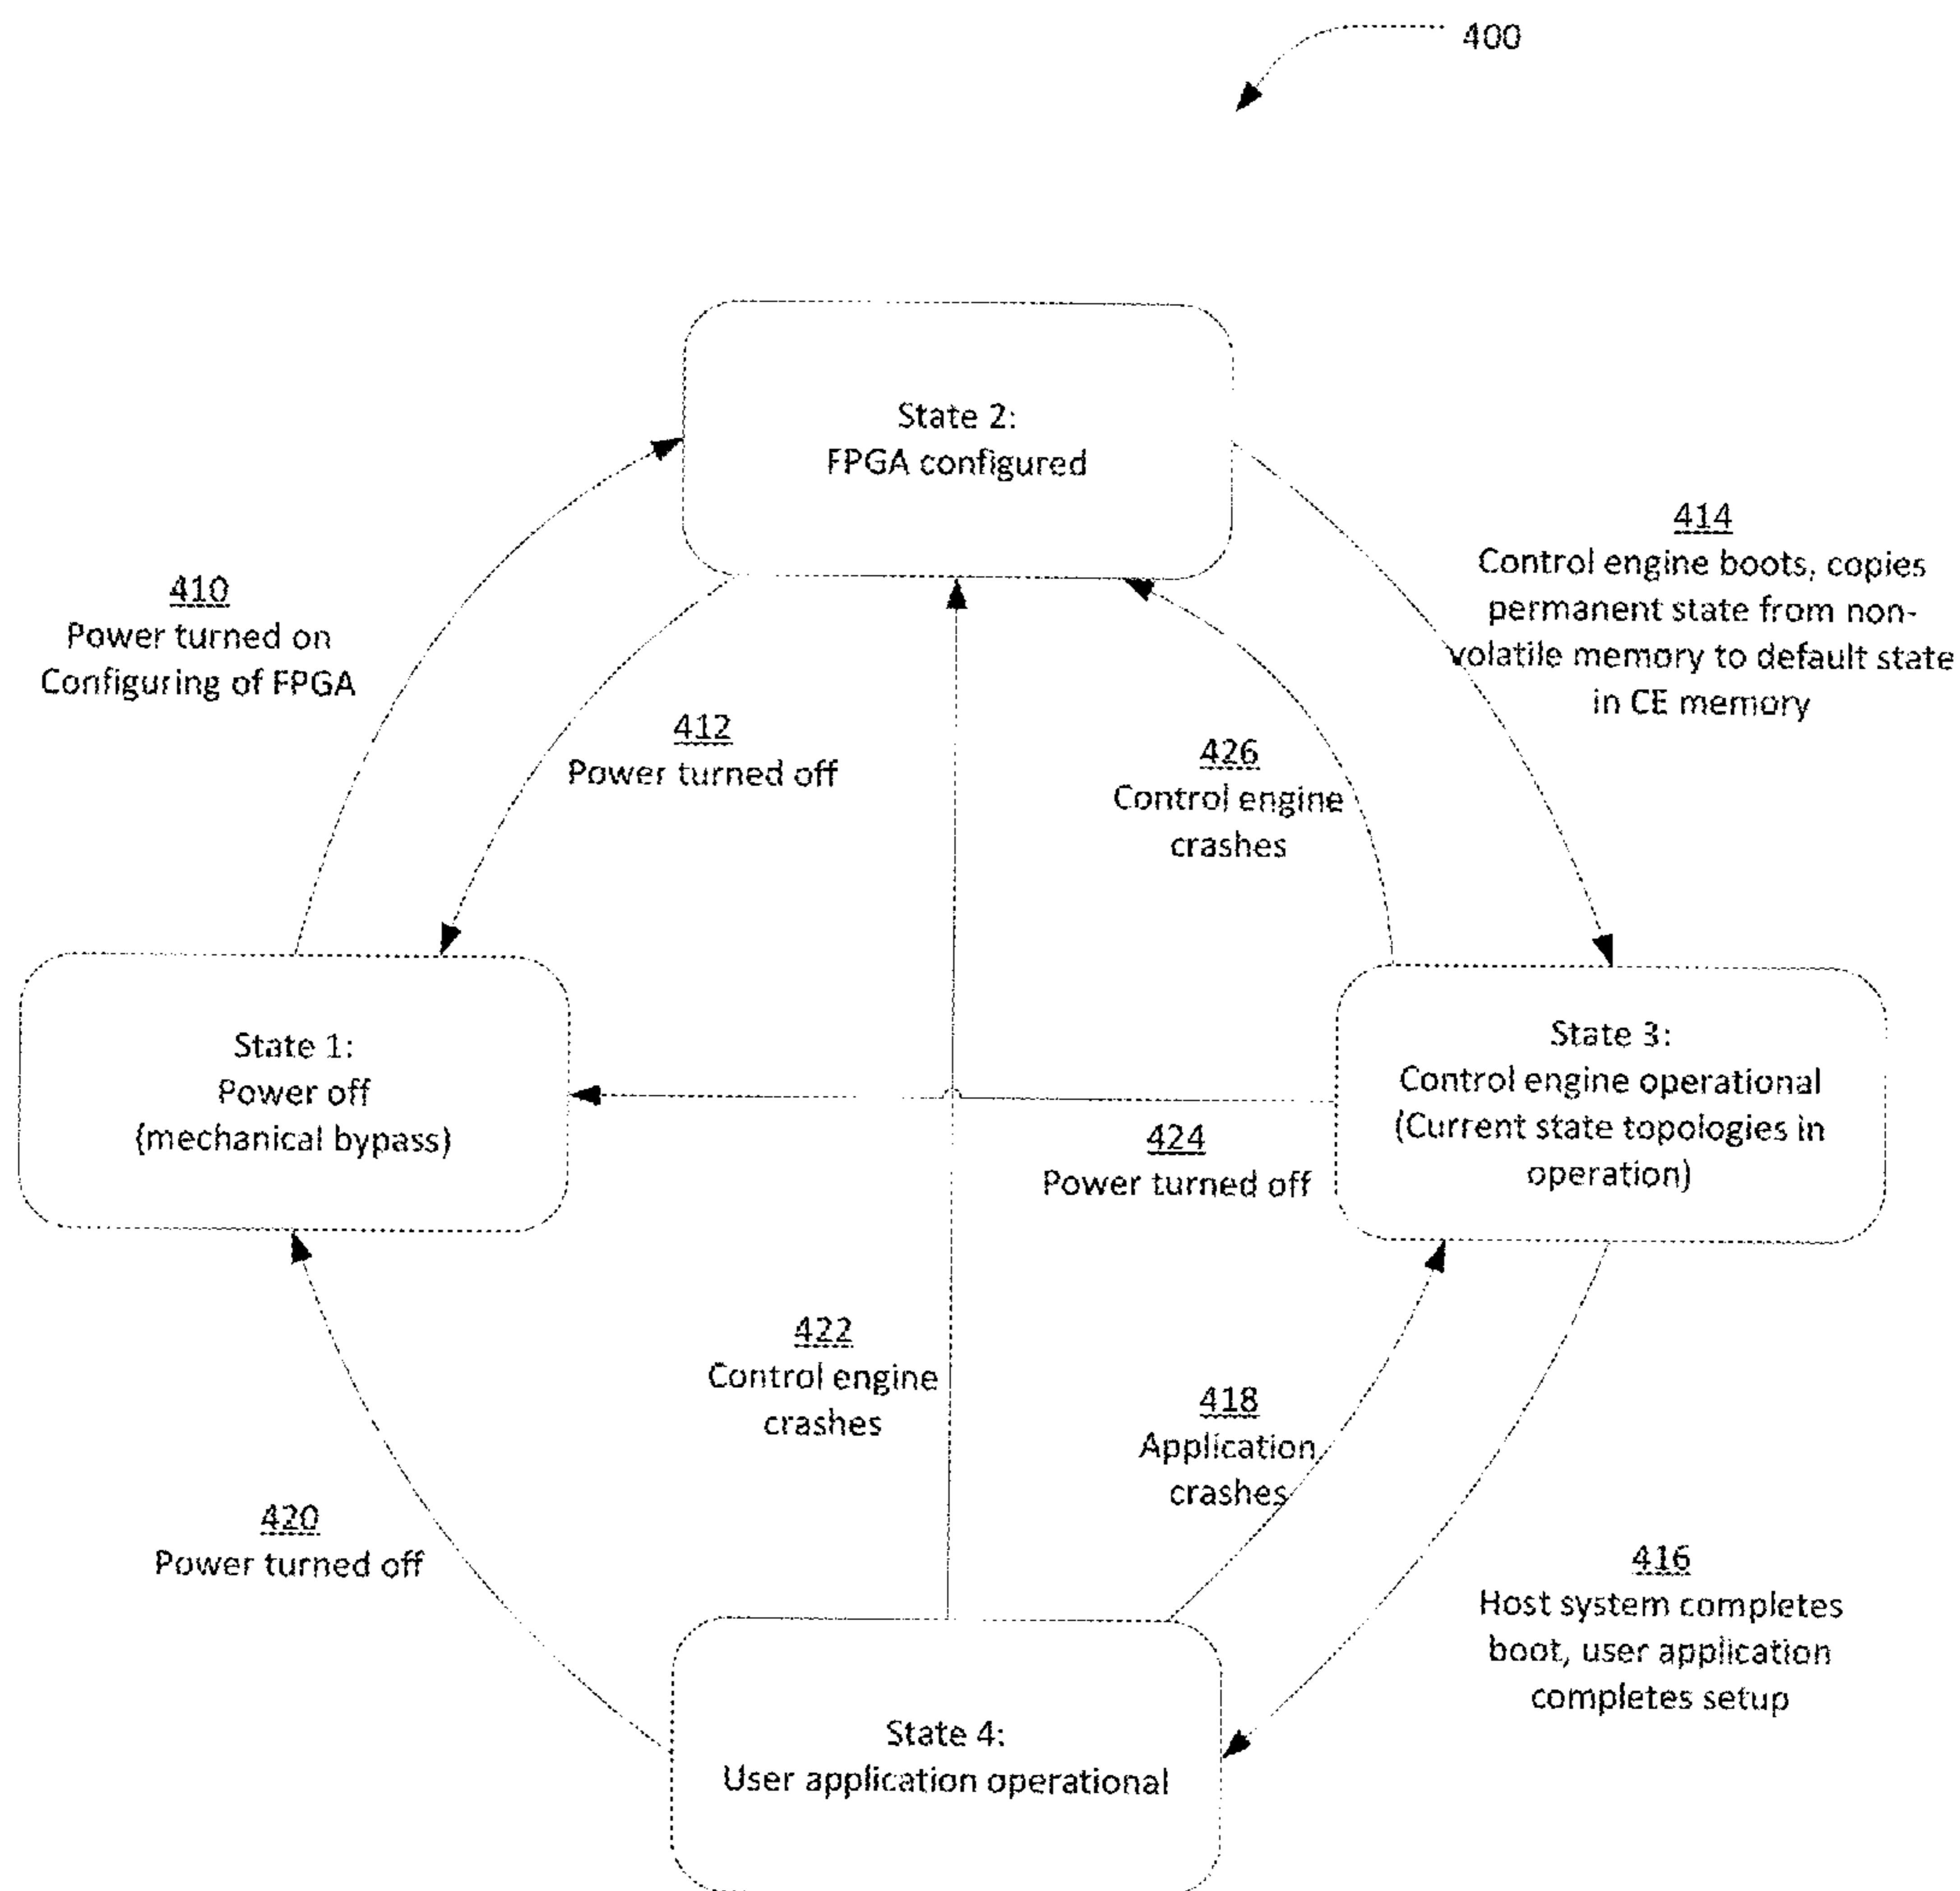 400
State 2:
FPGA configured
414
Control engine boots, copies
permanent state from non-
volatile memory to default state
in CE memory
410
Power turned on
Configuring of FPGA
412
Power turned off
426
Control engine
crashes
State 1:
Power off
(mechanical bypass)
State 3:
Control engine operational
(Current state topologies in
operation)
424
Power turned off
422
Control engine
crashes
418
Application
crashes
420
Power turned off
416
Host system completes
boot, user application
completes setup
State 4:
User application operational